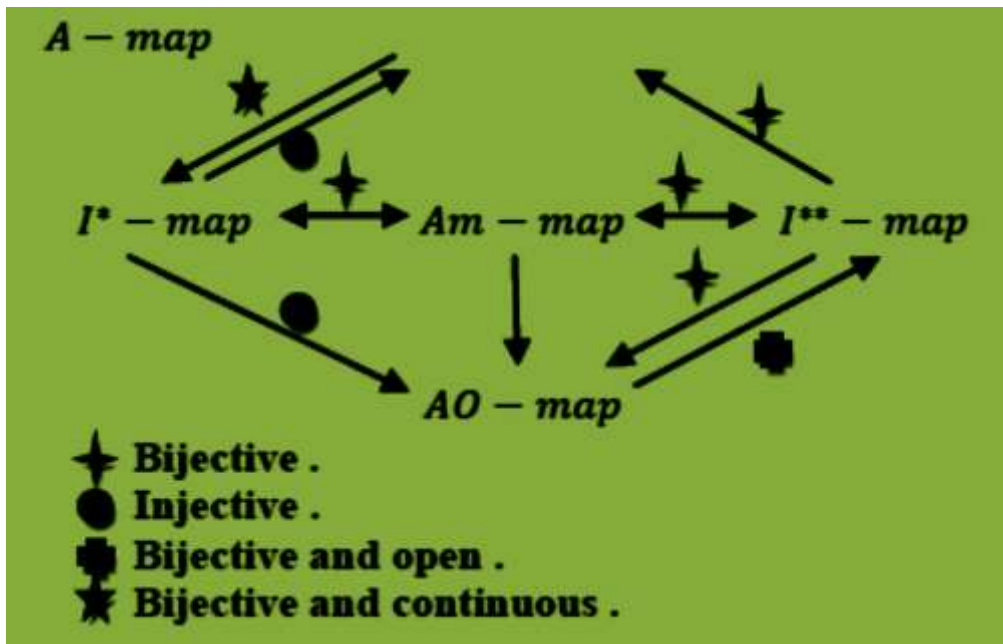 A − map
I* − map Am − map I** − map
AO − map
Bijective .
Injective .
Bijective and open .
Bijective and continuous .